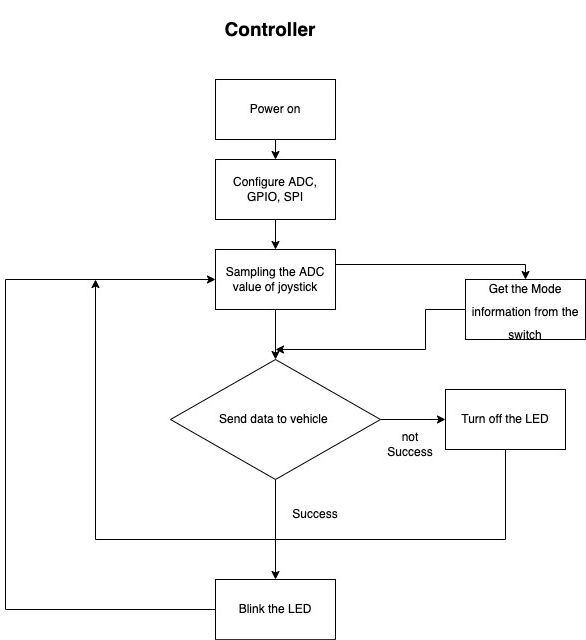 Controller
Power on
Configure ADC,
GPIO, SPI
Sampling the ADC
value of joystick
Get the Mode
information from the
switch
Send data to vehicle
not
Success
Turn off the LED
Success
Blink the LED